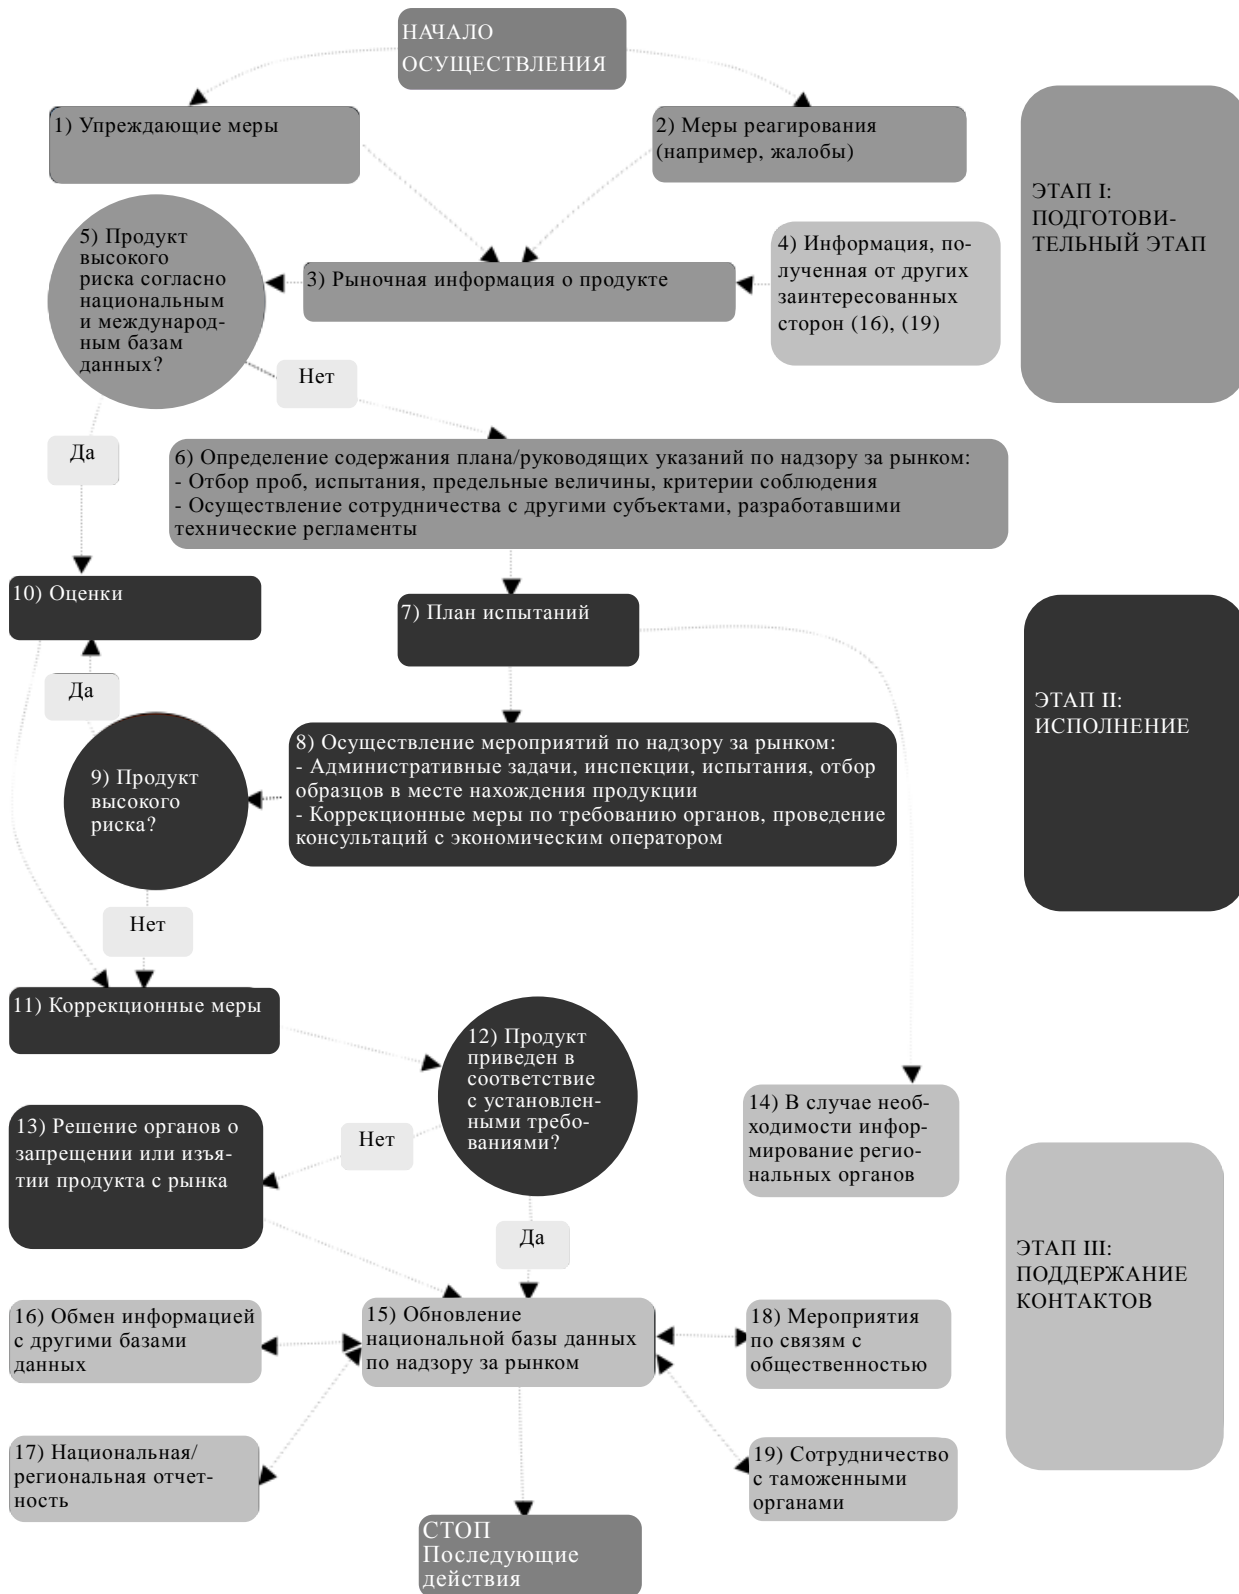 НАЧАЛО
ОСУЩЕСТВЛЕНИЯ
1) Упреждающие меры
2) Меры реагирования
(например, жалобы)
ЭТАП I:
ПОДГОТОВИ-
ТЕЛЬНЫЙ ЭТАП
5) Продукт
высокого
риска согласно
национальным
и международ-
ным базам
данных?
3) Рыночная информация о продукте
4) Информация, по-
лученная от других
заинтересованных
сторон (16), (19)
Нет
Да
6) Определение содержания плана/руководящих указаний по надзору за рынком:
- Отбор проб, испытания, предельные величины, критерии соблюдения
- Осуществление сотрудничества с другими субъектами, разработавшими
технические регламенты
10) Оценки
7) План испытаний
Да
ЭТАП II:
ИСПОЛНЕНИЕ
9) Продукт
высокого
риска?
8) Осуществление мероприятий по надзору за рынком:
- Административные задачи, инспекции, испытания, отбор
образцов в месте нахождения продукции
- Коррекционные меры по требованию органов, проведение
консультаций с экономическим оператором
Нет
11) Коррекционные меры
12) Продукт
приведен в
соответствие
с установлен-
ными требо-
ваниями?
13) Решение органов о
запрещении или изъя-
тии продукта с рынка
Нет
14) В случае необ-
ходимости инфор-
мирование регио-
нальных органов
Да
ЭТАП III:
ПОДДЕРЖАНИЕ
КОНТАКТОВ
16) Обмен информацией
с другими базами
данных
15) Обновление
национальной базы данных
по надзору за рынком
18) Мероприятия
по связям с
общественностью
17) Национальная/
региональная отчет-
ность
19) Сотрудничество
с таможенными
органами
СТОП
Последующие
действия